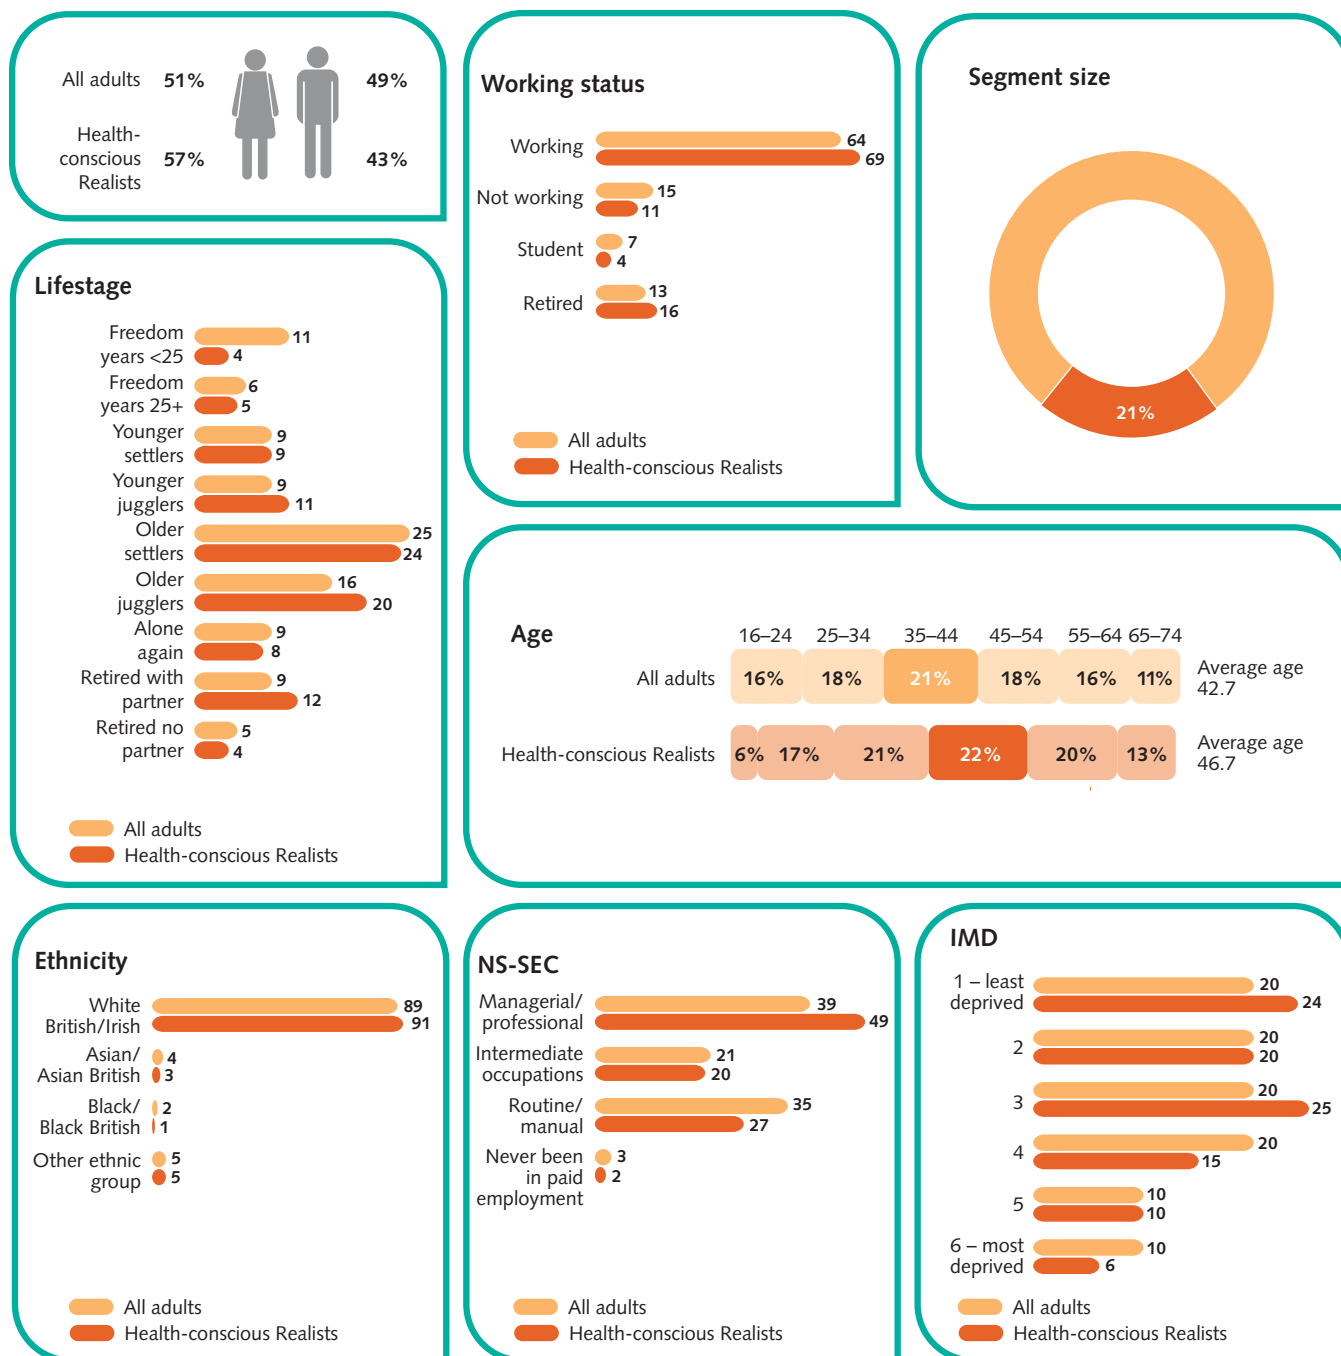 All adults 51% 49%
Health-
conscious 57% 43%
Realists
Working status
Working 64
69
Not working 15
11
Student 7
4
Retired 13
16
All adults
Health-conscious Realists
Segment size
21%
Lifestage
Freedom 11
years <25 4
Freedom 6
years 25+ 5
Younger 9
settlers 9
Younger 9
jugglers 11
Older 25
settlers 24
Older 16
jugglers 20
Alone 9
again 8
Retired with 9
partner 12
Retired no 5
partner 4
All adults
Health-conscious Realists
Age 16–24 25–34 35–44 45–54 55–64 65–74
All adults 16% 18% 21% 18% 16% 11% Average age
42.7
Health-conscious Realists 6% 17% 21% 22% 20% 13% Average age
46.7
Ethnicity
White 89
British/Irish 91
Asian/ 4
Asian British 3
Black/ 2
Black British 1
Other ethnic 5
group 5
All adults
Health-conscious Realists
NS-SEC
Managerial/ 39
professional 49
Intermediate 21
occupations 20
Routine/ 35
manual 27
Never been 3
in paid 2
employment
All adults
Health-conscious Realists
IMD
1 – least 20
deprived 24
2 20
20
3 20
25
4 20
15
5 10
10
6 – most 10
deprived 6
All adults
Health-conscious Realists